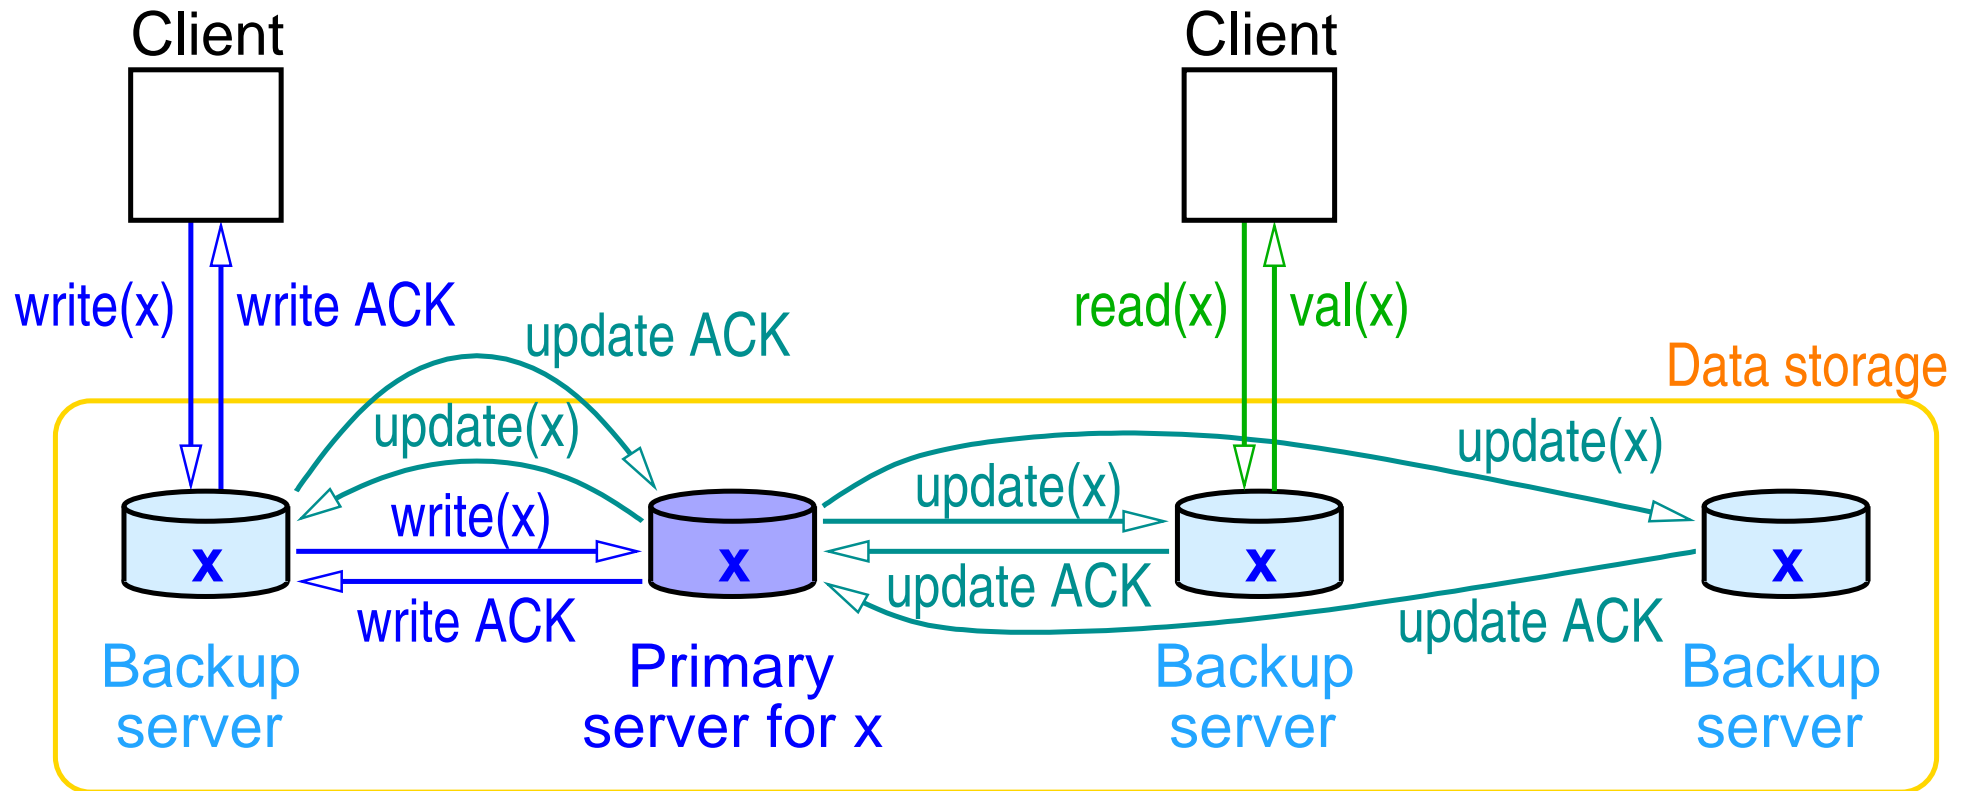 Client
Client
write(x)
write ACK
read(x)
val(x)
update ACK
Data storage
update(x)
update(x)
update(x)
write(x)
x
x
x
x
update ACK
write ACK
update ACK
Backup
server
Primary
server for x
Backup
server
Backup
server